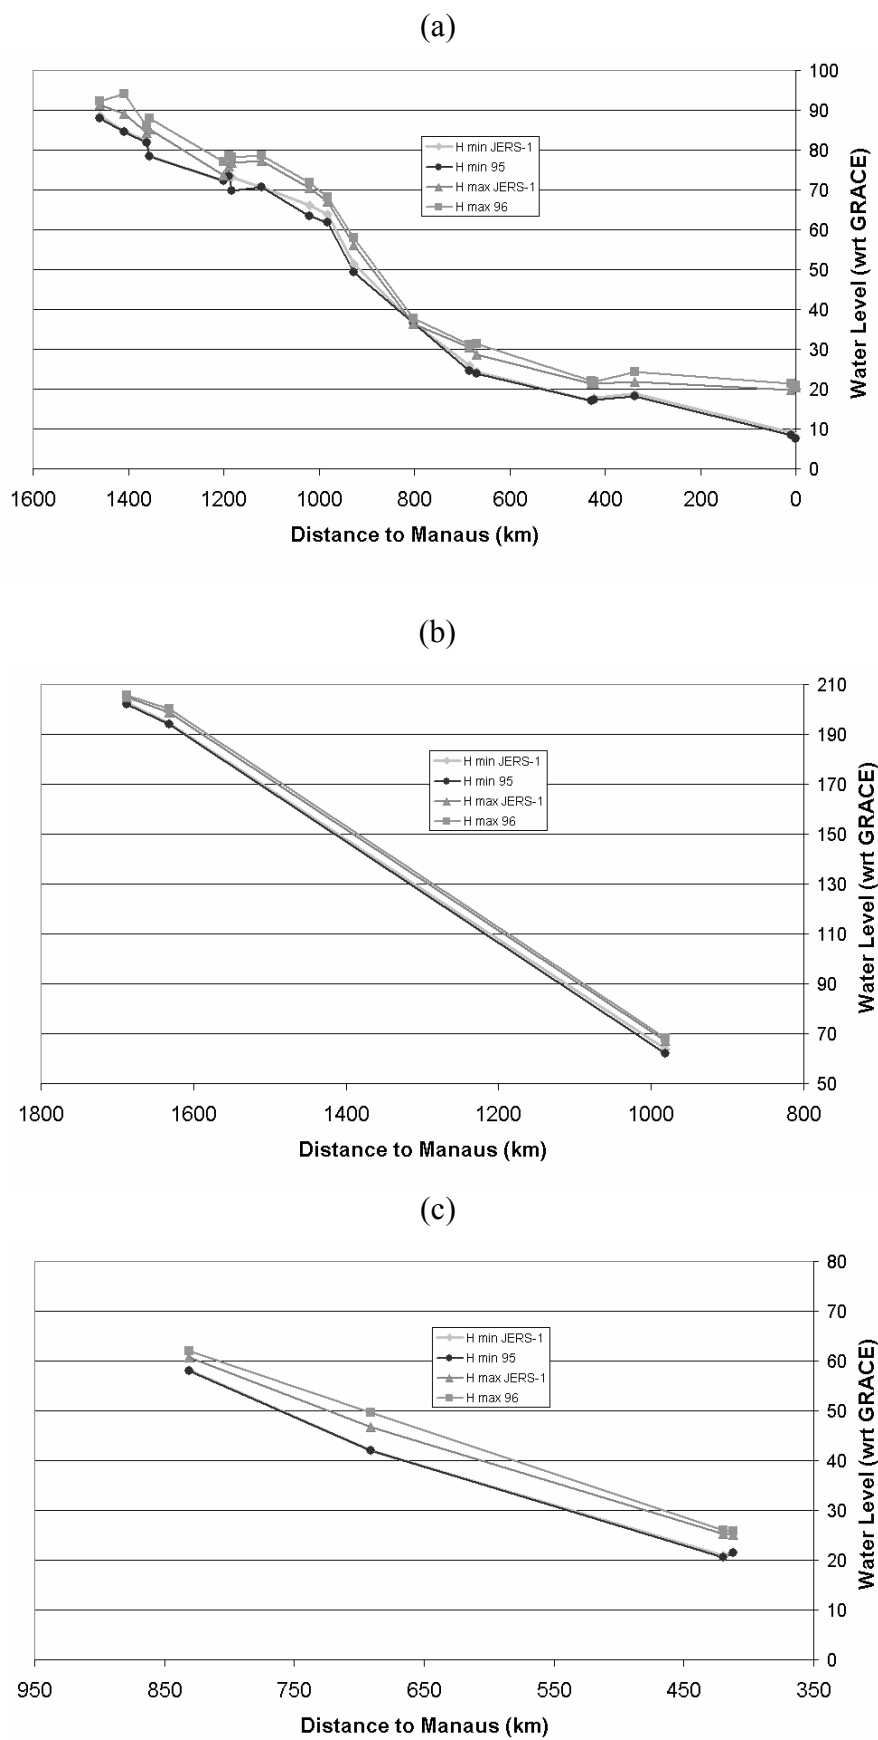 (a)
100
90
80
70
60
50
40
30
20
10
0
H min JERS-1
H min 95
H max JERS-1
H max 96
Water Level (wrt GRACE)
1600 1400 1200 1000 800 600 400 200 0
Distance to Manaus (km)
(b)
210
190
170
150
130
110
90
70
50
H min JERS-1
H min 95
H max JERS-1
H max 96
Water Level (wrt GRACE)
1800 1600 1400 1200 1000 800
Distance to Manaus (km)
(c)
80
70
60
50
40
30
20
10
0
H min JERS-1
H min 95
H max JERS-1
H max 96
Water Level (wrt GRACE)
950 850 750 650 550 450 350
Distance to Manaus (km)